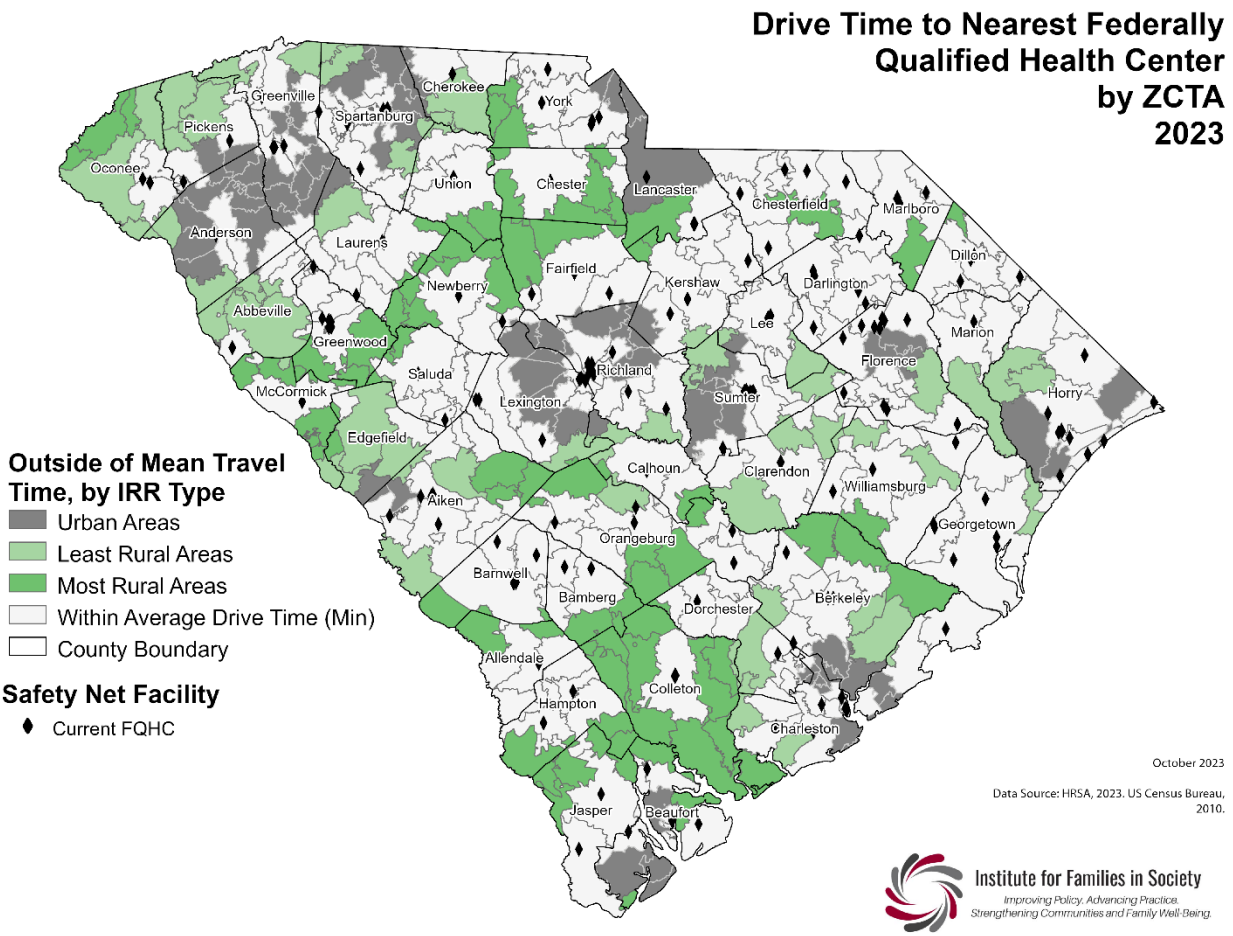 Drive Time to Nearest Federally
Qualified Health Center
by ZCTA
2023
Cherokee
Greenville
York
Spartanburg
Pickens
Oconee
Union
Chester
Lancaster
Chesterfield
Marlboro
Anderson
Laurens
Fairfield
Kershaw
Dillon
Newberry
Darlington
Abbeville
Lee
Marion
Greenwood
Florence
Saluda
Richland
McCormick
Lexington
Sumter
Horry
Edgefield
Calhoun
Clarendon
Williamsburg
Aiken
Georgetown
Orangeburg
Barnwell
Bamberg
Dorchester
Berkeley
Allendale
Colleton
Hampton
Charleston
Jasper
Beaufort
Outside of Mean Travel
Time, by IRR Type
Urban Areas
Least Rural Areas
Most Rural Areas
Within Average Drive Time (Min)
County Boundary
Safety Net Facility
Current FQHC
October 2023
Data Source: HRSA, 2023. US Census Bureau,
2010.
Institute for Families in Society
Improving Policy. Advancing Practice.
Strengthening Communities and Family Well-Being.